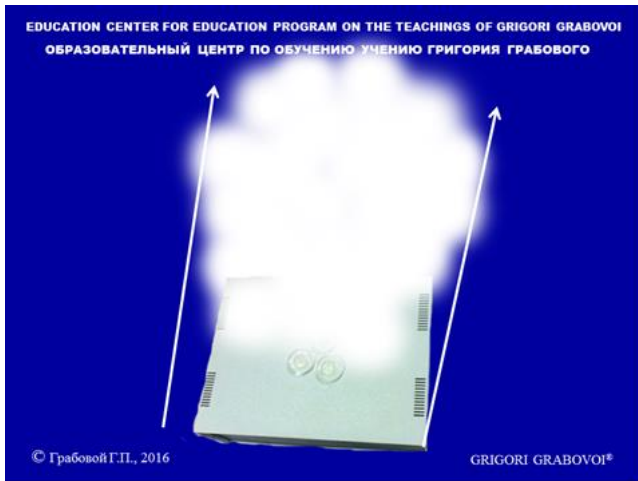 EDUCATION CENTER FOR EDUCATION PROGRAM ON THE TEACHINGS OF GRIGORI GRABOVOI
ОБРАЗОВАТЕЛЬНЫЙ ЦЕНТР ПО ОБУЧЕНИЮ УЧЕНИЮ ГРИГОРИЯ ГРАБОВОГО
© Грабовой Г.П., 2016
GRIGORI GRABOVOI®